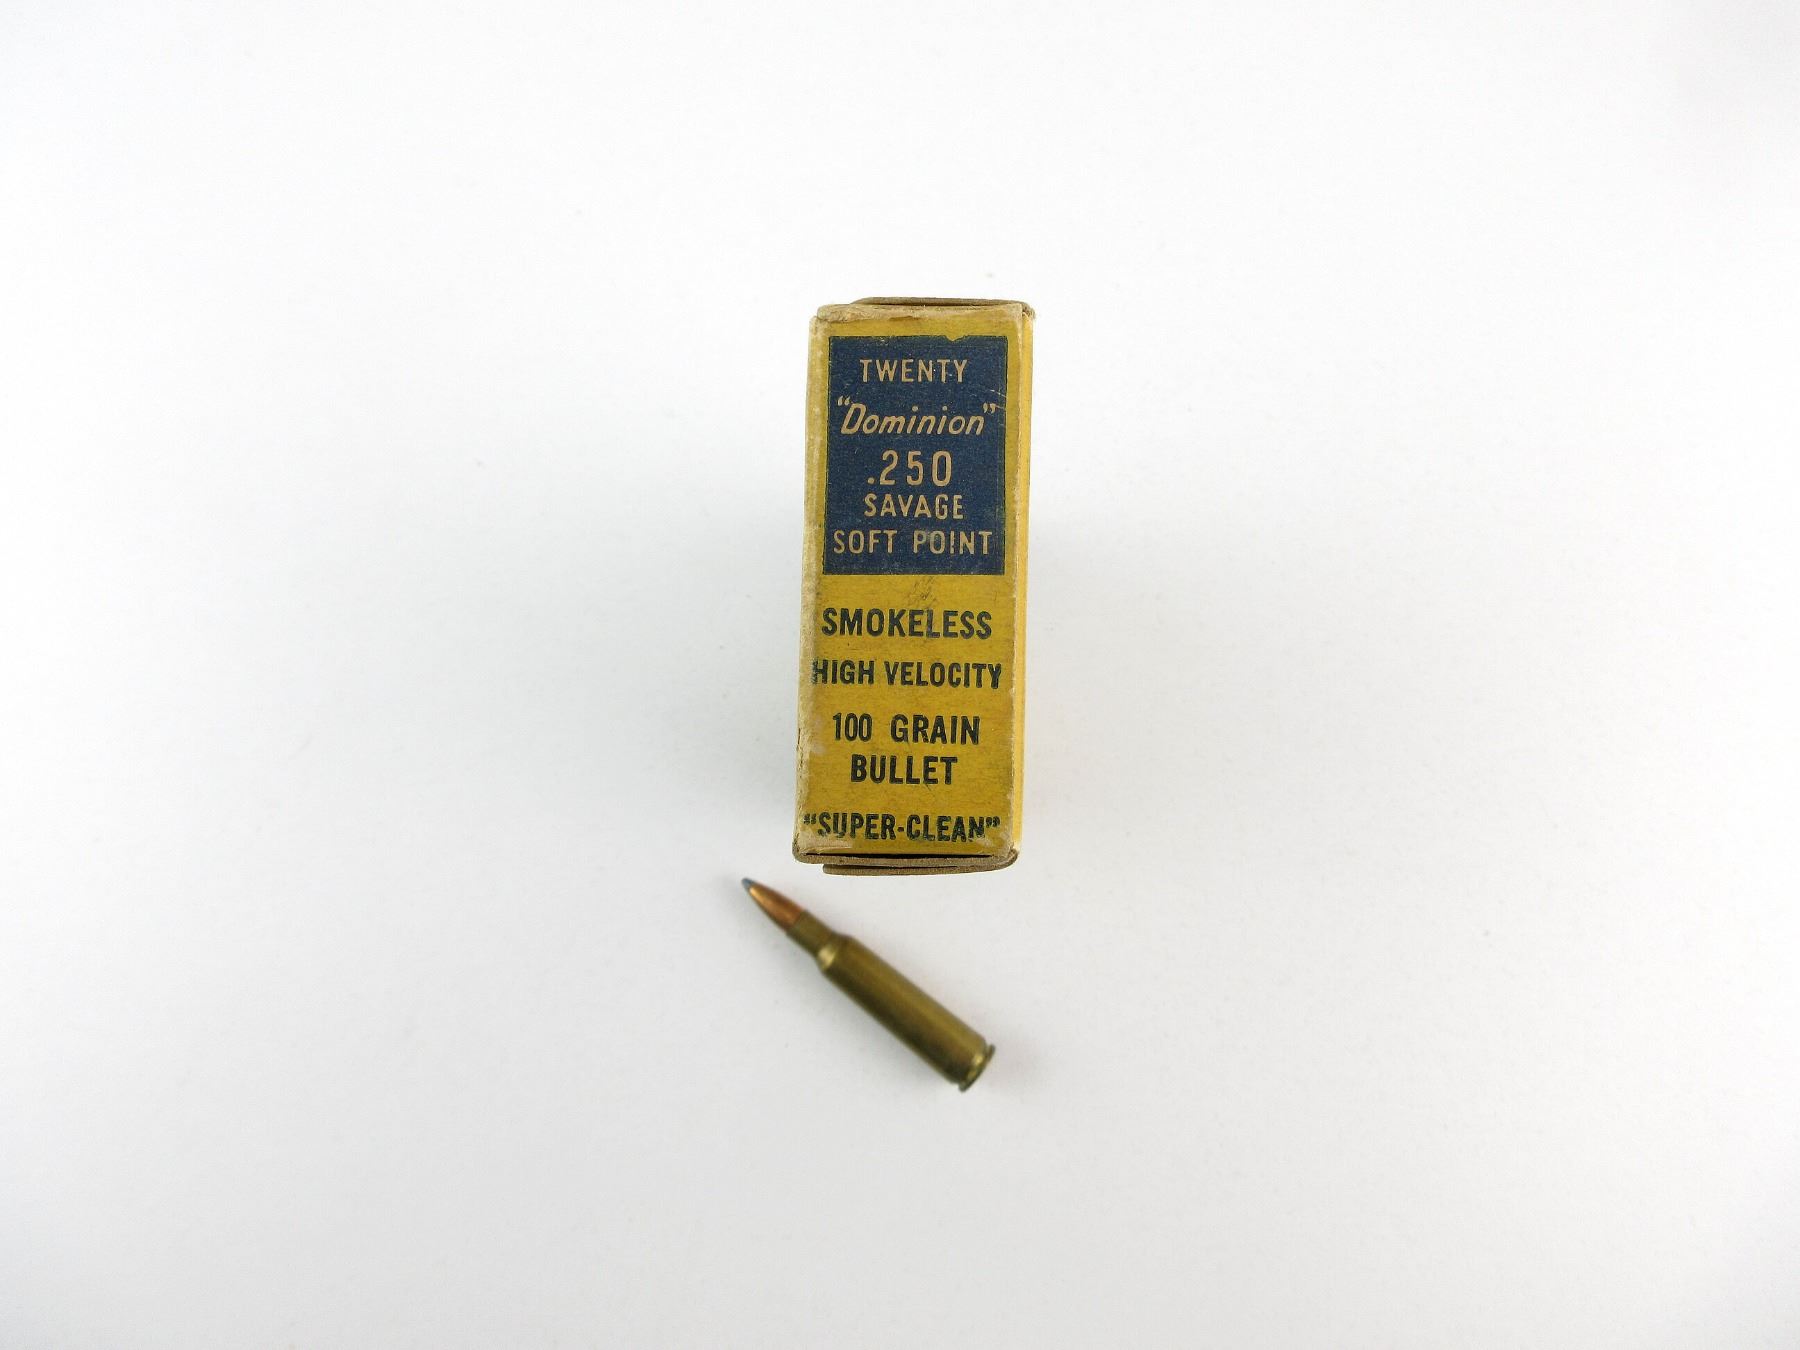 TWENTY
"Dominion"
.250
SAVAGE
SOFT POINT
SMOKELESS
HIGH VELOCITY
100 GRAIN
BULLET
"SUPER-CLEAN"